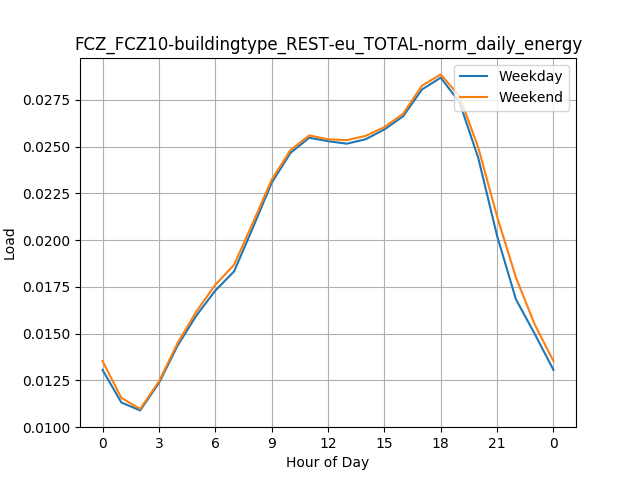 FCZ_FCZ10-buildingtype_REST-eu_TOTAL-norm_daily_energy
Weekday
Weekend
0.0275
0.0250
0.0225
0.0200
0.0175
0.0150
0.0125
0.0100
Load
0 3 6 9 12 15 18 21 0
Hour of Day